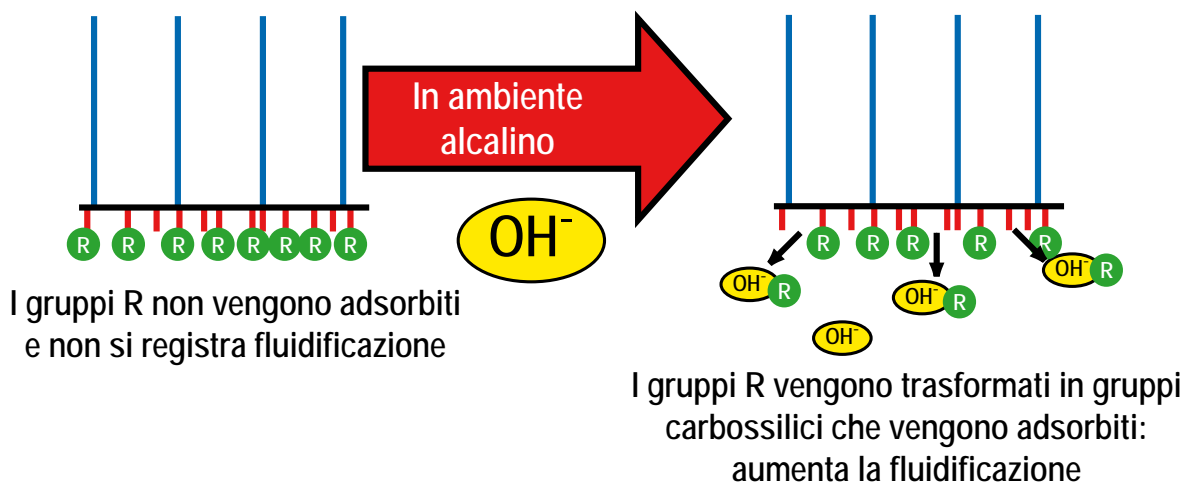 In ambiente
alcalino
OH⁻
R R R R R R R R
I gruppi R non vengono adsorbiti
e non si registra fluidificazione
R R R R R
OH⁻ R
OH⁻ R
OH⁻ R
OH⁻
I gruppi R vengono trasformati in gruppi
carbossilici che vengono adsorbiti:
aumenta la fluidificazione